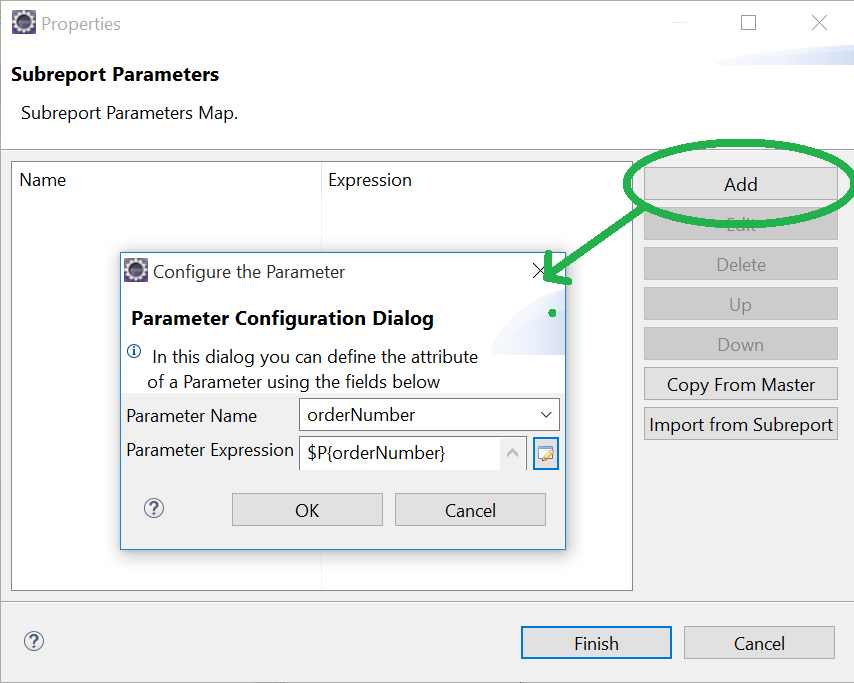 Properties
Subreport Parameters
Subreport Parameters Map.
Name
Expression
Add
Edit
Delete
Up
Down
Copy From Master
Import from Subreport
Configure the Parameter
Parameter Configuration Dialog
In this dialog you can define the attribute
of a Parameter using the fields below
Parameter Name
orderNumber
Parameter Expression
$P{orderNumber}
OK
Cancel
Finish
Cancel